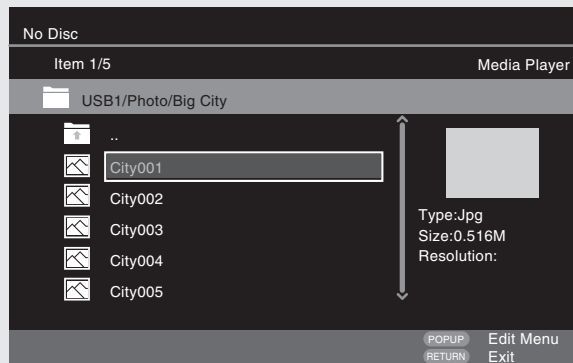 No Disc
Item 1/5 Media Player
USB1/Photo/Big City
..
City001
City002
City003
City004
City005
Type:Jpg
Size:0.516M
Resolution:
POPUP Edit Menu
RETURN Exit